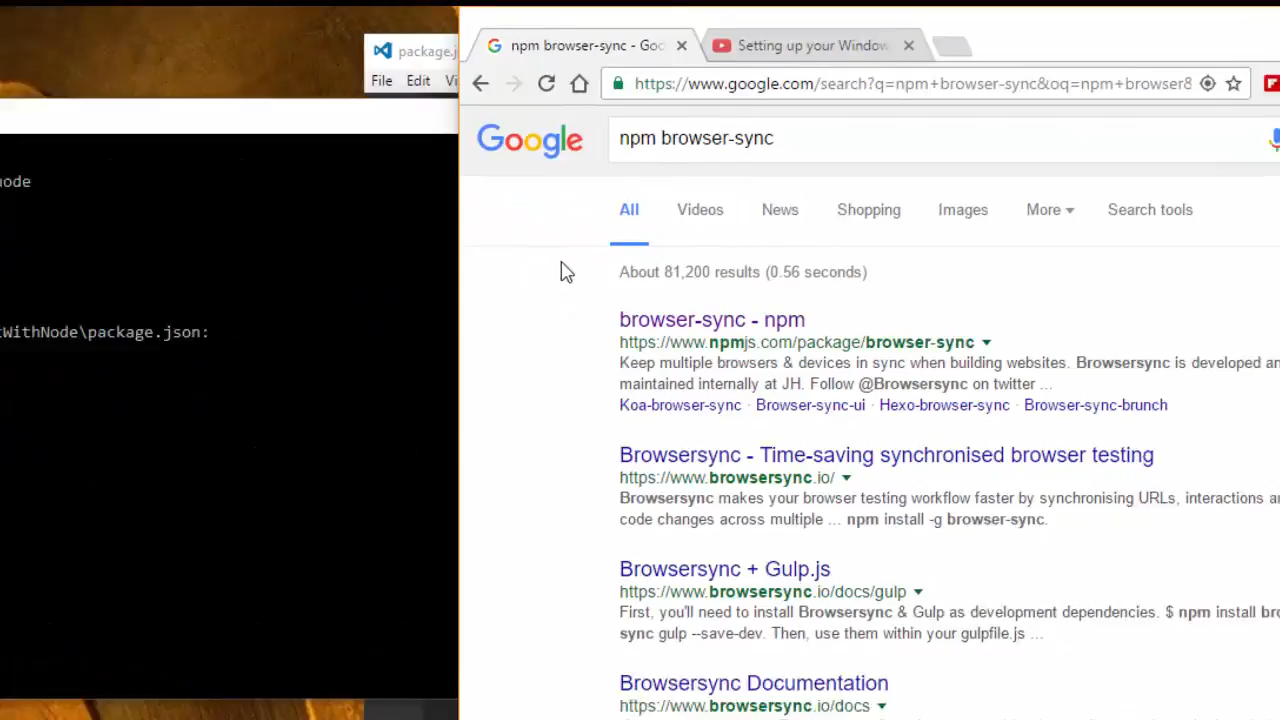 package.j
File Edit Vi
node
tWithNode\package.json:
npm browser-sync - Goo
Setting up your Window
https://www.google.com/search?q=npm+browser-sync&oq=npm+browser8
Google
npm browser-sync
All Videos News Shopping Images More Search tools
About 81,200 results (0.56 seconds)
browser-sync - npm
https://www.npmjs.com/package/browser-sync
Keep multiple browsers & devices in sync when building websites. Browsersync is developed an
maintained internally at JH. Follow @Browsersync on twitter ...
Koa-browser-sync · Browser-sync-ui · Hexo-browser-sync · Browser-sync-brunch
Browsersync - Time-saving synchronised browser testing
https://www.browsersync.io/
Browsersync makes your browser testing workflow faster by synchronising URLs, interactions a
code changes across multiple ... npm install -g browser-sync.
Browsersync + Gulp.js
https://www.browsersync.io/docs/gulp
First, you'll need to install Browsersync & Gulp as development dependencies. $ npm install bro
sync gulp --save-dev. Then, use them within your gulpfile.js ...
Browsersync Documentation
https://www.browsersync.io/docs